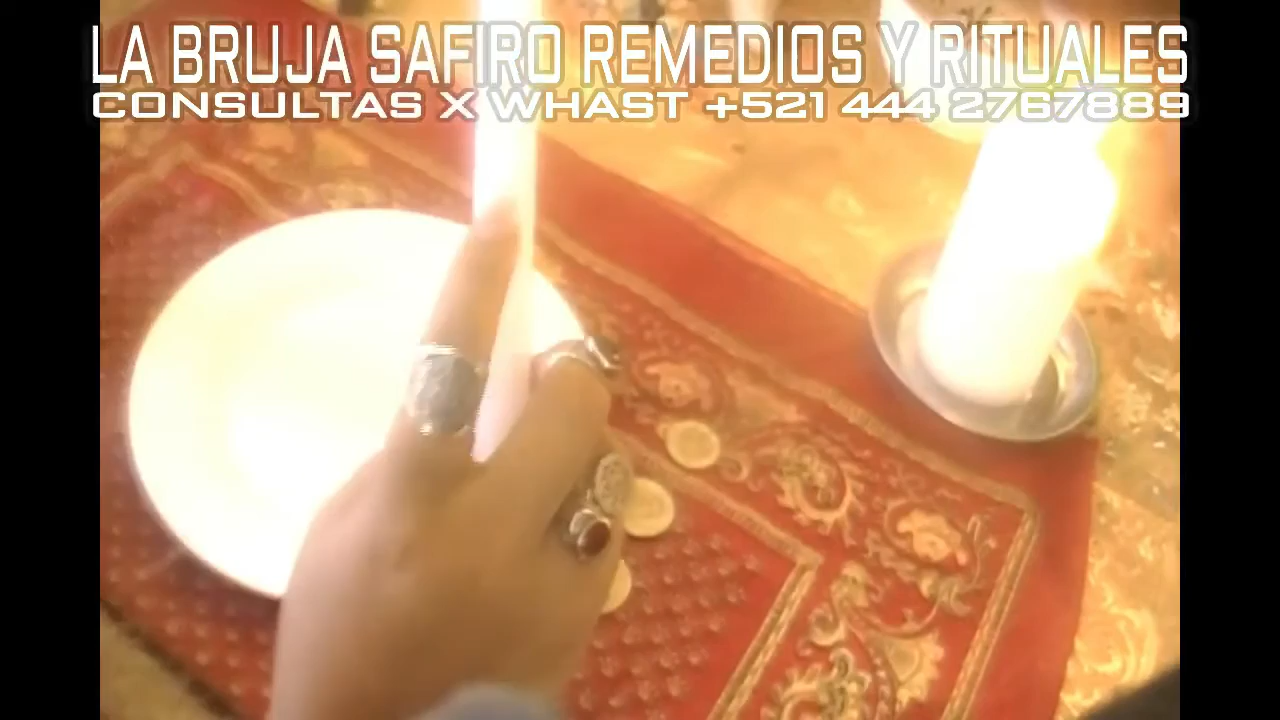 LA BRUJA SAFIRO REMEDIOS Y RITUALES
CONSULTAS X WHAST +521 444 2767889